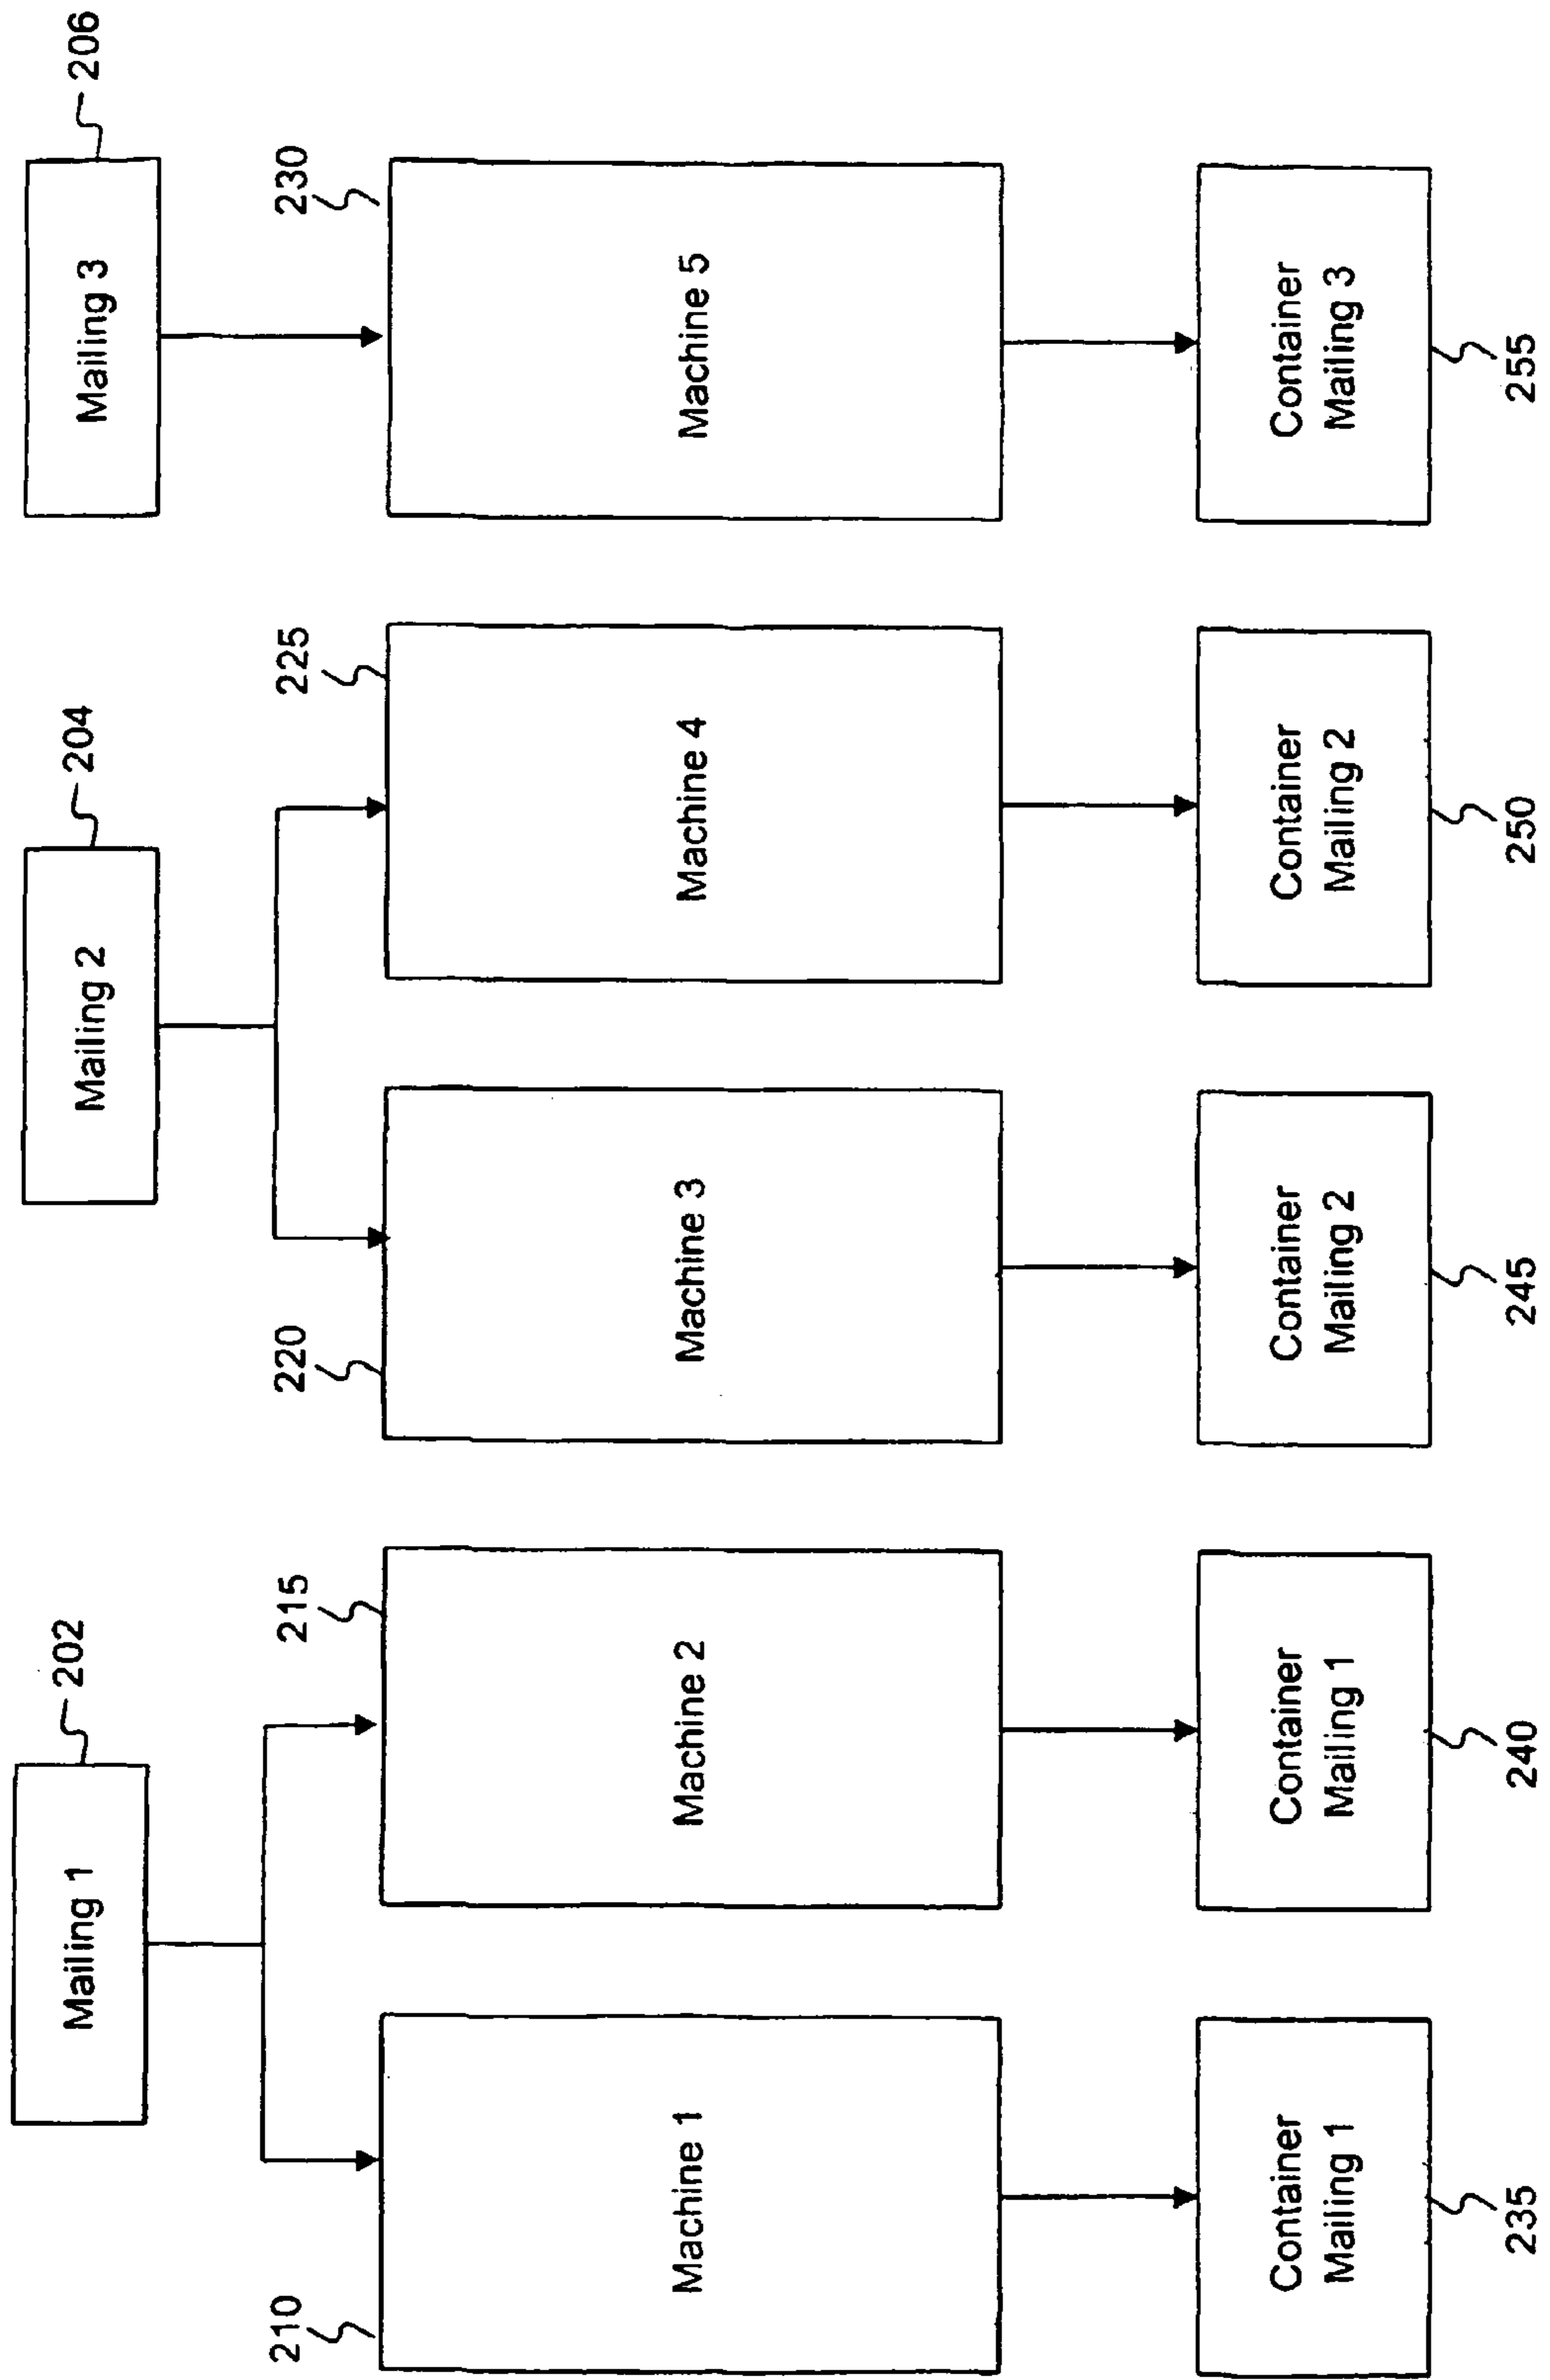 Mailing 1
202
Mailing 2
204
Mailing 3
206
210
Machine 1
215
Machine 2
220
Machine 3
225
Machine 4
230
Machine 5
Container
Mailing 1
235
Container
Mailing 1
240
Container
Mailing 2
245
Container
Mailing 2
250
Container
Mailing 3
255